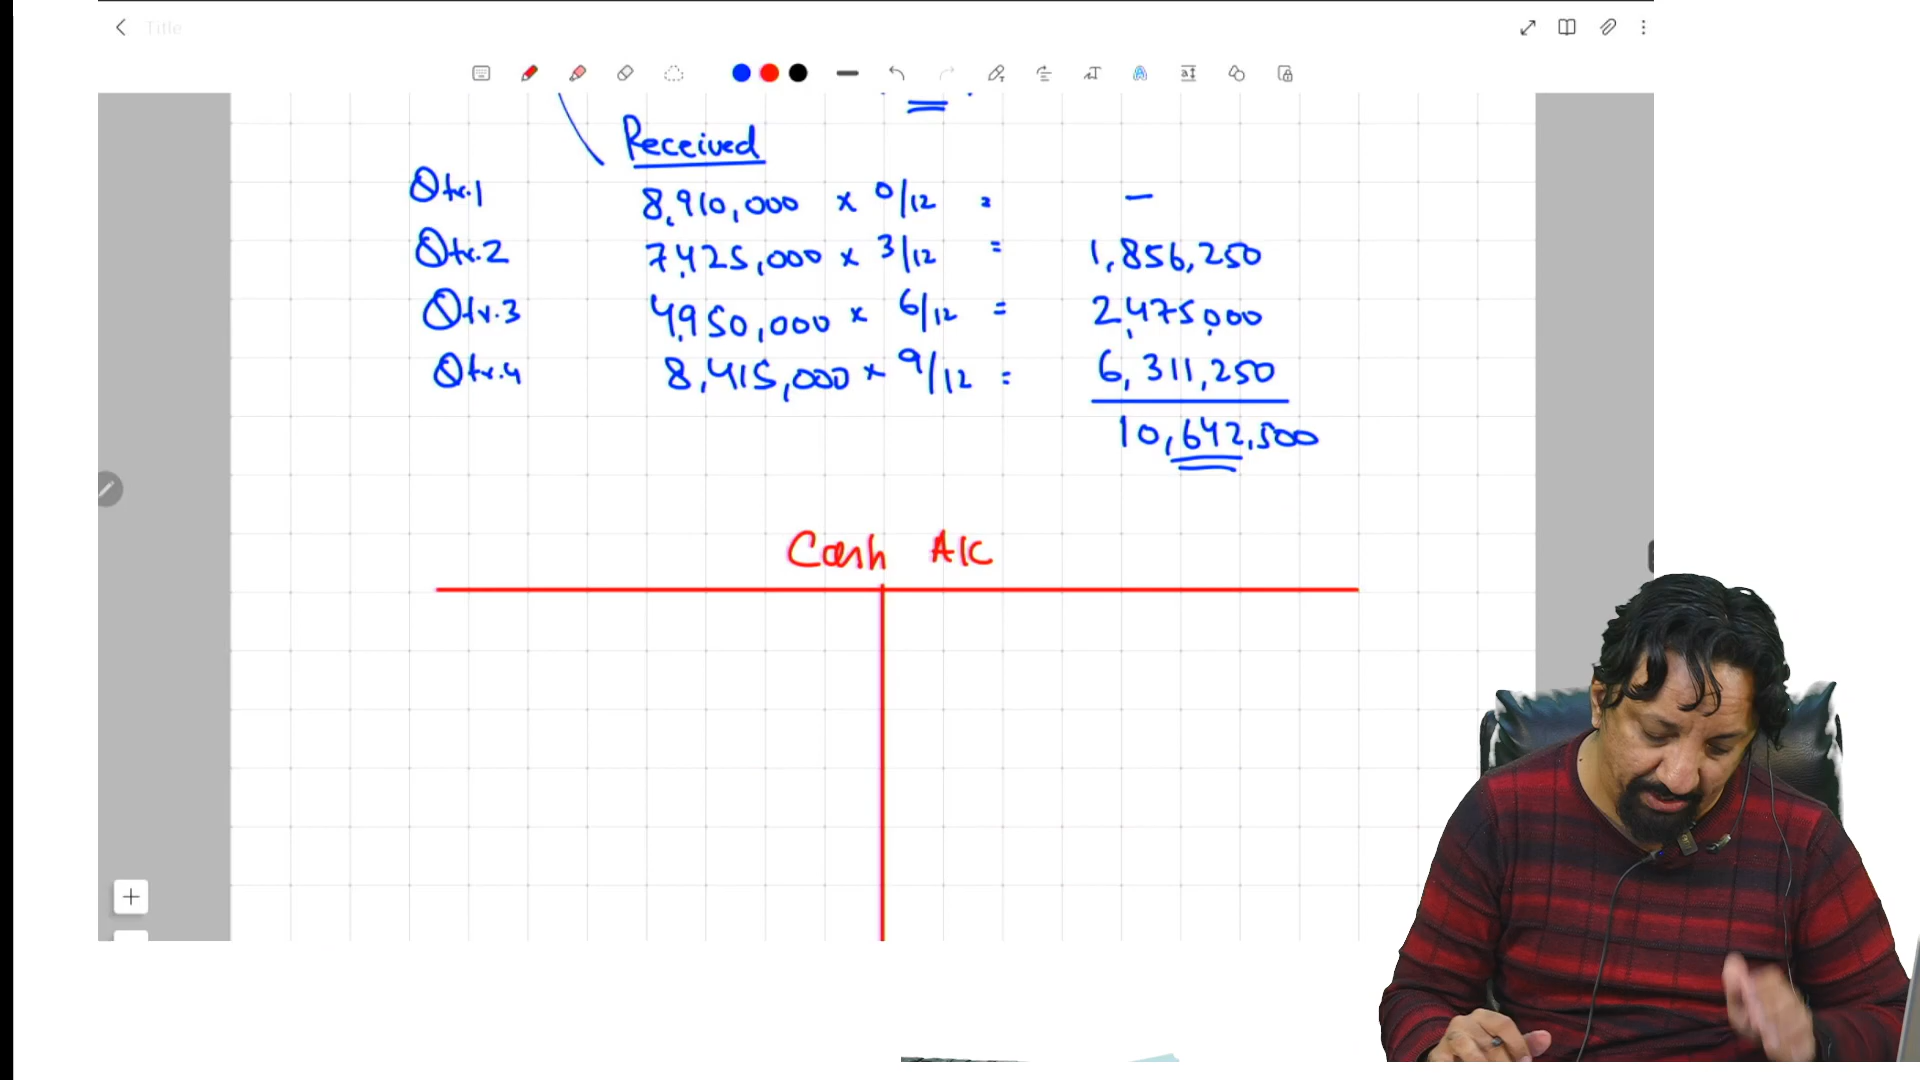 Title
Received
Qtr.1 8,910,000 x 0/12 = —
Qtr.2 7,425,000 x 3/12 = 1,856,250
Qtr.3 4,950,000 x 6/12 = 2,475,000
Qtr.4 8,415,000 x 9/12 = 6,311,250
10,642,500
Cash A/C